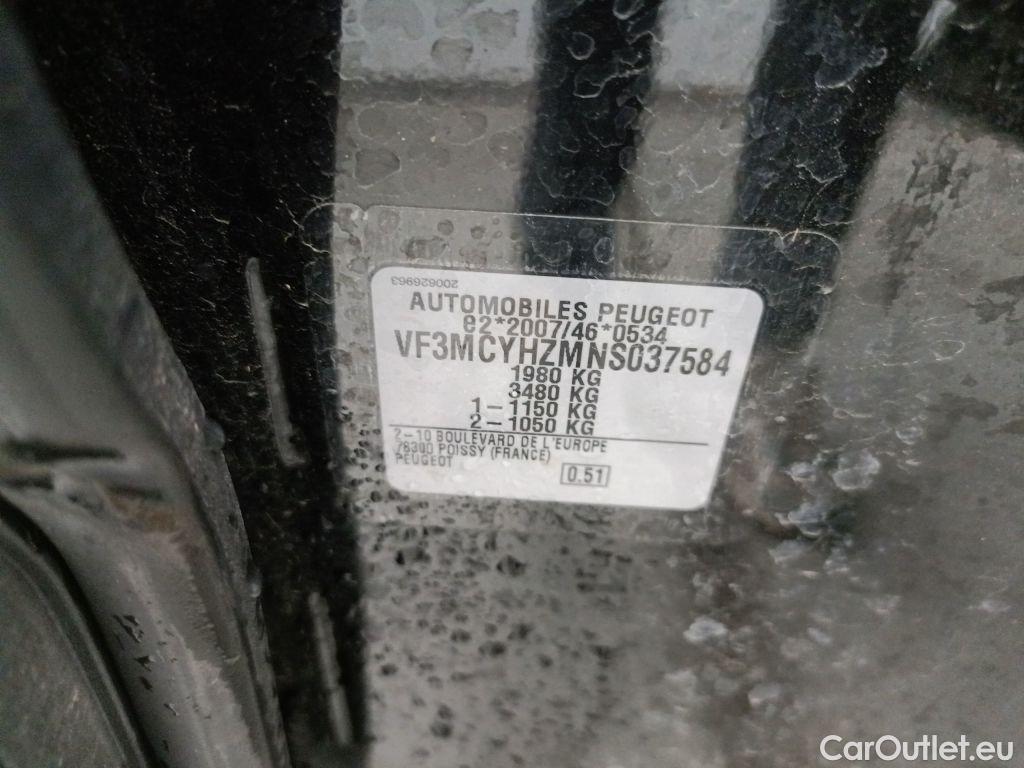 200626963
AUTOMOBILES PEUGEOT
e2*2007/46*0534
VF3MCYHZMNS037584
1980 KG
3480 KG
1-1150 KG
2-1050 KG
2-10 BOULEVARD DE L'EUROPE
78300 POISSY (FRANCE)
PEUGEOT
0.51
CarOutlet.eu